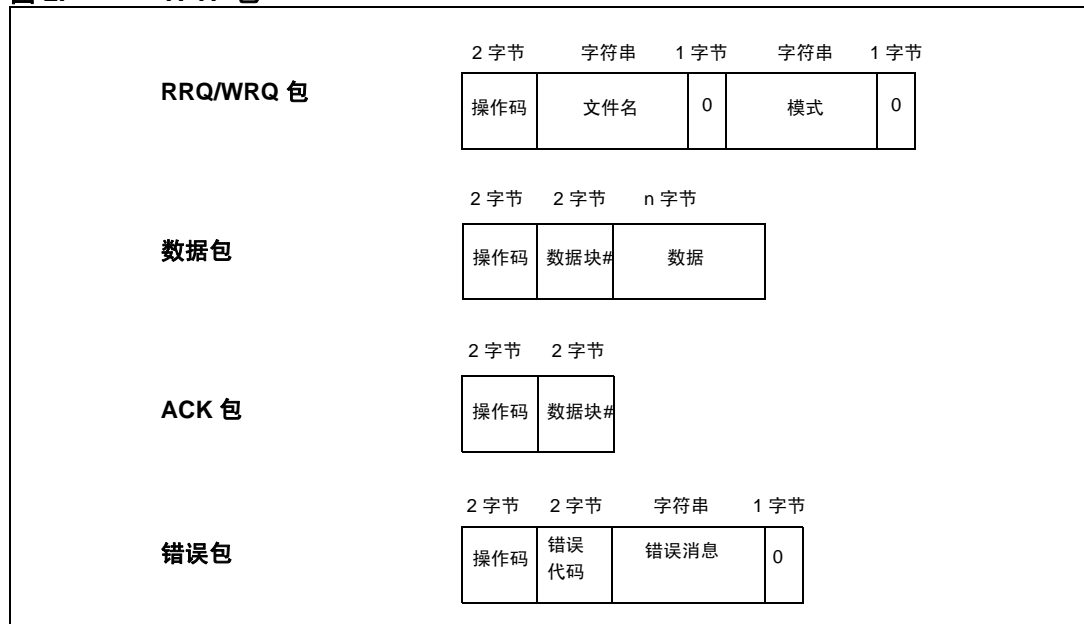 2 字节 字符串 1 字节 字符串 1 字节
RRQ/WRQ 包
操作码 文件名 0 模式 0
2 字节 2 字节 n 字节
数据包
操作码 数据块# 数据
2 字节 2 字节
ACK 包
操作码 数据块#
2 字节 2 字节 字符串 1 字节
错误包
操作码 错误代码 错误消息 0